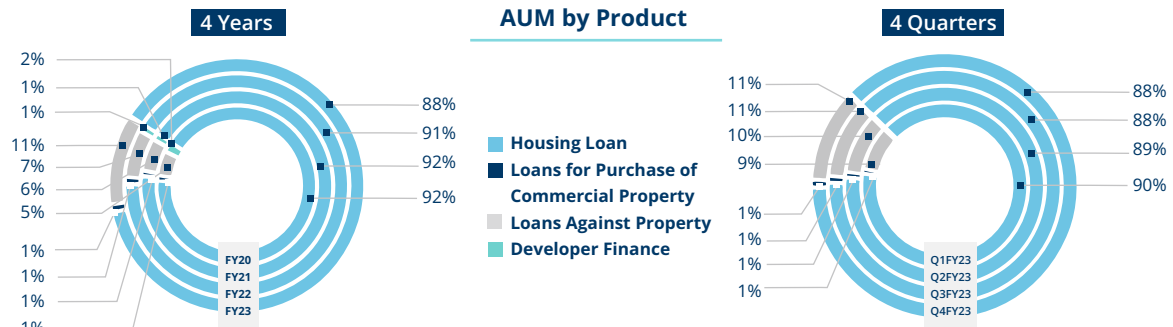 AUM by Product
4 Years
2%
1%
1%
11%
7%
6%
5%
1%
1%
1%
1%
88%
91%
92%
92%
FY20
FY21
FY22
FY23
Housing Loan
Loans for Purchase of
Commercial Property
Loans Against Property
Developer Finance
4 Quarters
11%
11%
10%
9%
1%
1%
1%
1%
88%
88%
89%
90%
Q1FY23
Q2FY23
Q3FY23
Q4FY23